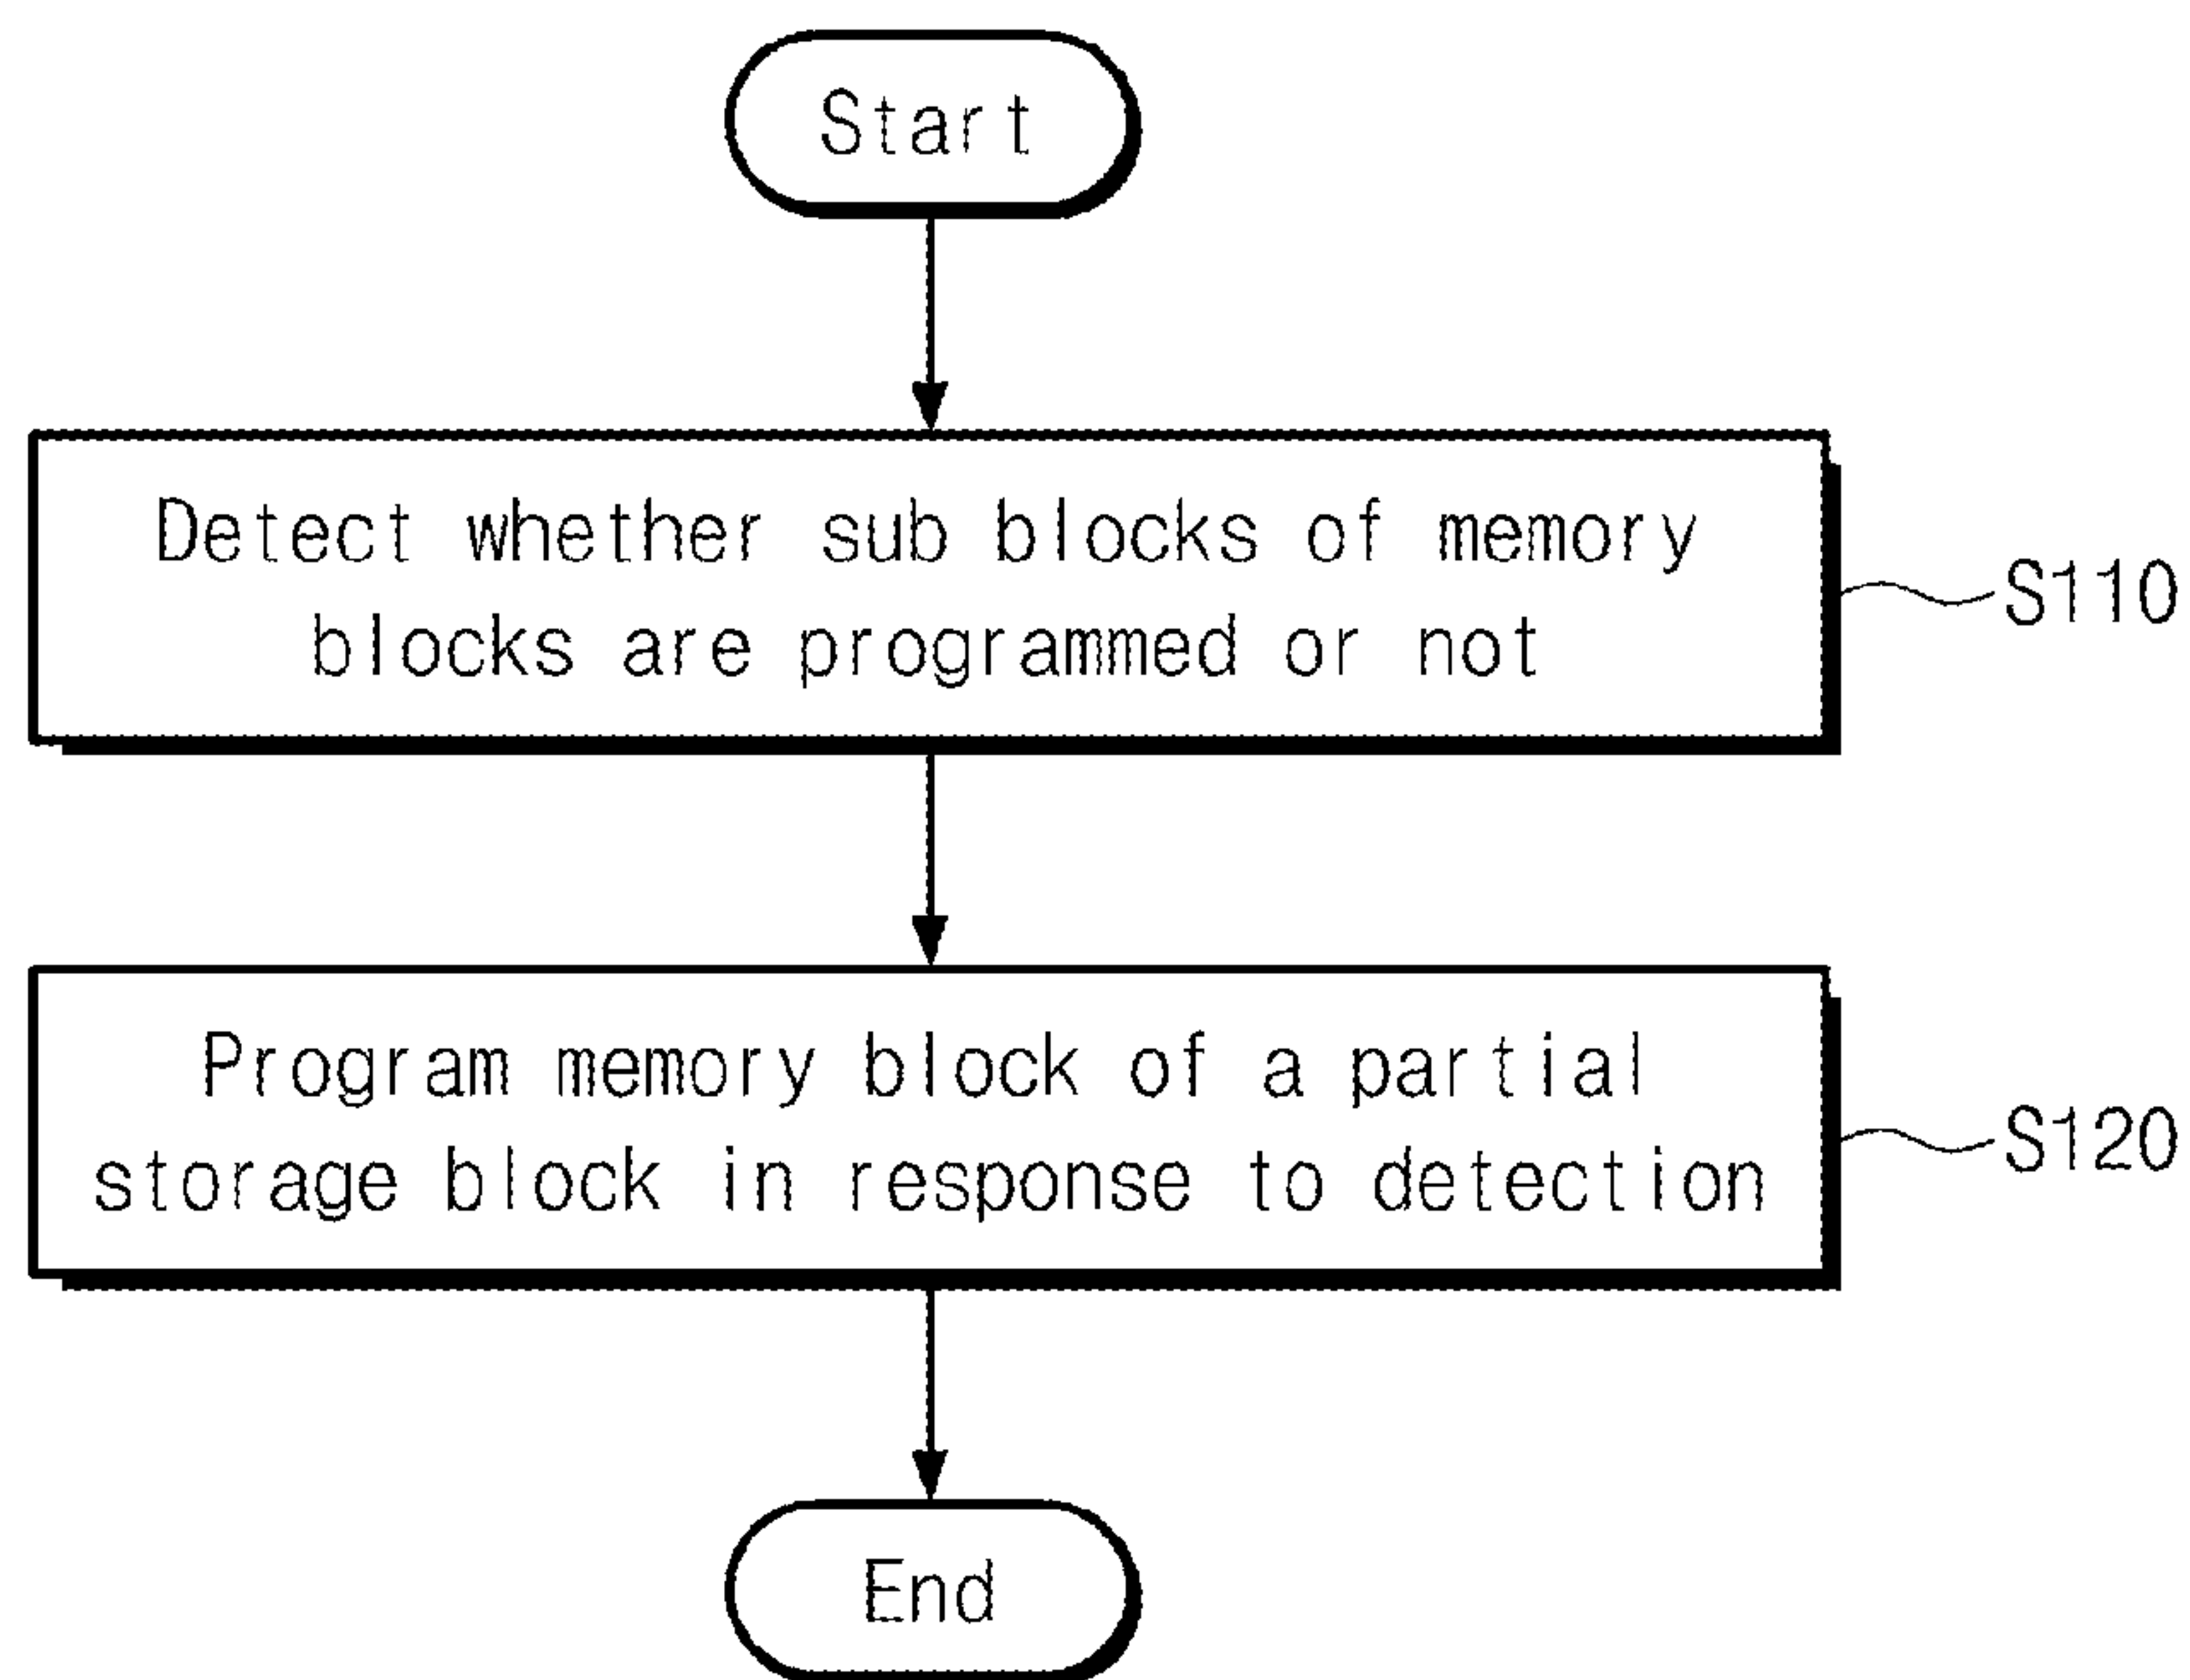 Start
Detect whether sub blocks of memory
blocks are programmed or not
S110
Program memory block of a partial
storage block in response to detection
S120
End